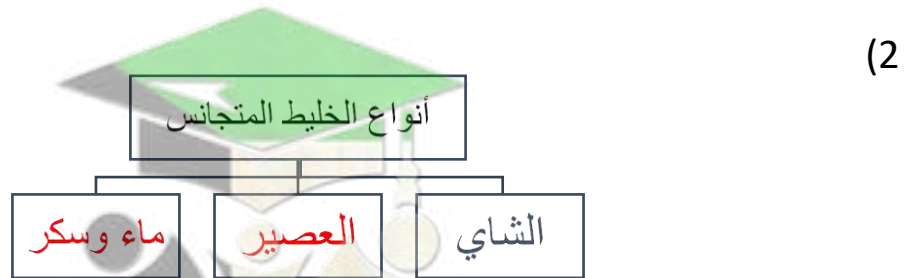 (2
أنواع الخليط المتجانس
الشاي
العصير
ماء وسكر